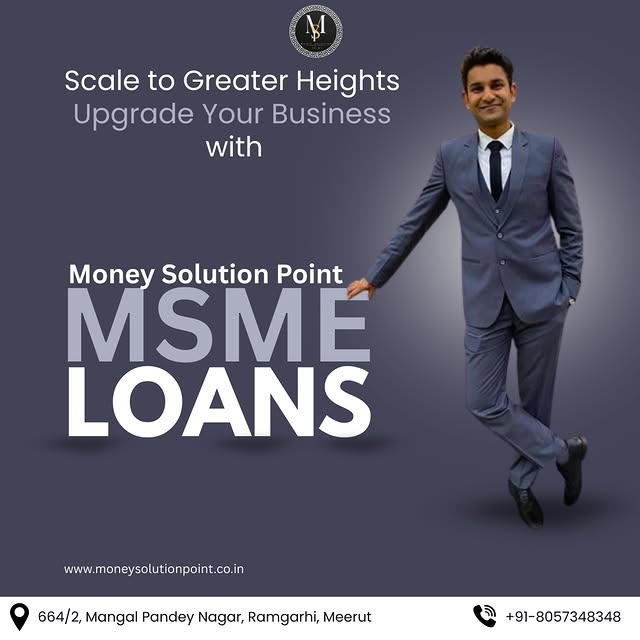 MS
Scale to Greater Heights
Upgrade Your Business
with
Money Solution Point
MSME
LOANS
www.moneysolutionpoint.co.in
664/2, Mangal Pandey Nagar, Ramgarhi, Meerut
+91-8057348348